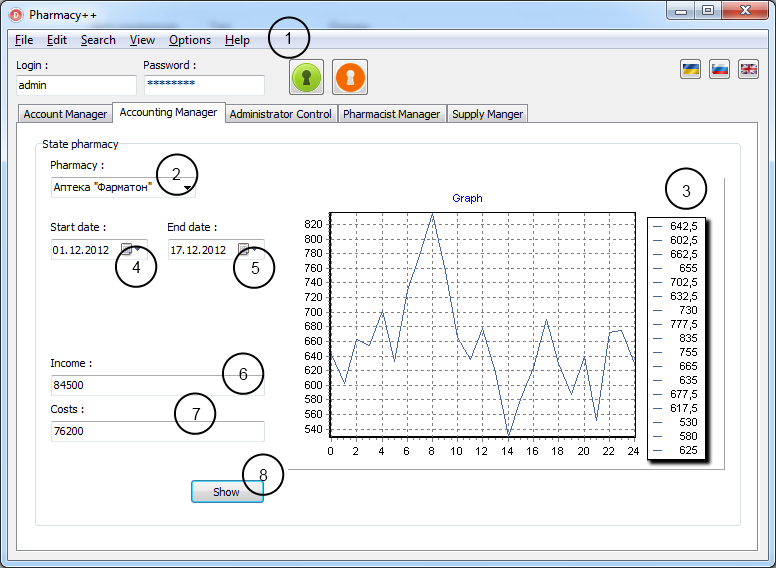 Pharmacy++
File Edit Search View Options Help
1
Login :
Password :
admin
********
Account Manager
Accounting Manager
Administrator Control
Pharmacist Manager
Supply Manger
State pharmacy
Pharmacy :
2
Аптека "Фарматон"
Start date :
End date :
01.12.2012
17.12.2012
4
5
Income :
6
84500
Costs :
7
76200
8
Show
Graph
820
800
780
760
740
720
700
680
660
640
620
600
580
560
540
0 2 4 6 8 10 12 14 16 18 20 22 24
3
642,5
602,5
662,5
655
702,5
632,5
730
777,5
835
755
665
635
677,5
617,5
530
580
625